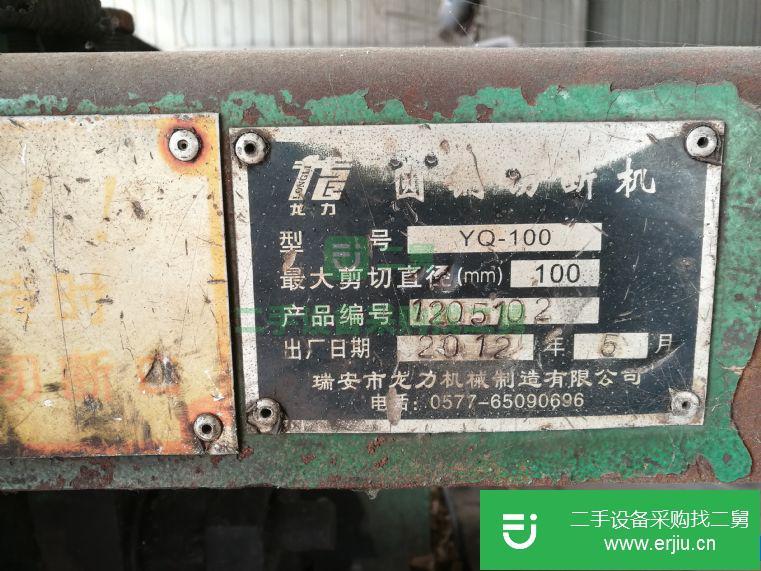 圆钢切断机
龙力
型号 YQ-100
最大剪切直径(mm) 100
产品编号 1205102
出厂日期 2012 年 5 月
瑞安市龙力机械制造有限公司
电话: 0577-65090696
切断
二手设备采购找二舅
www.erjiu.cn